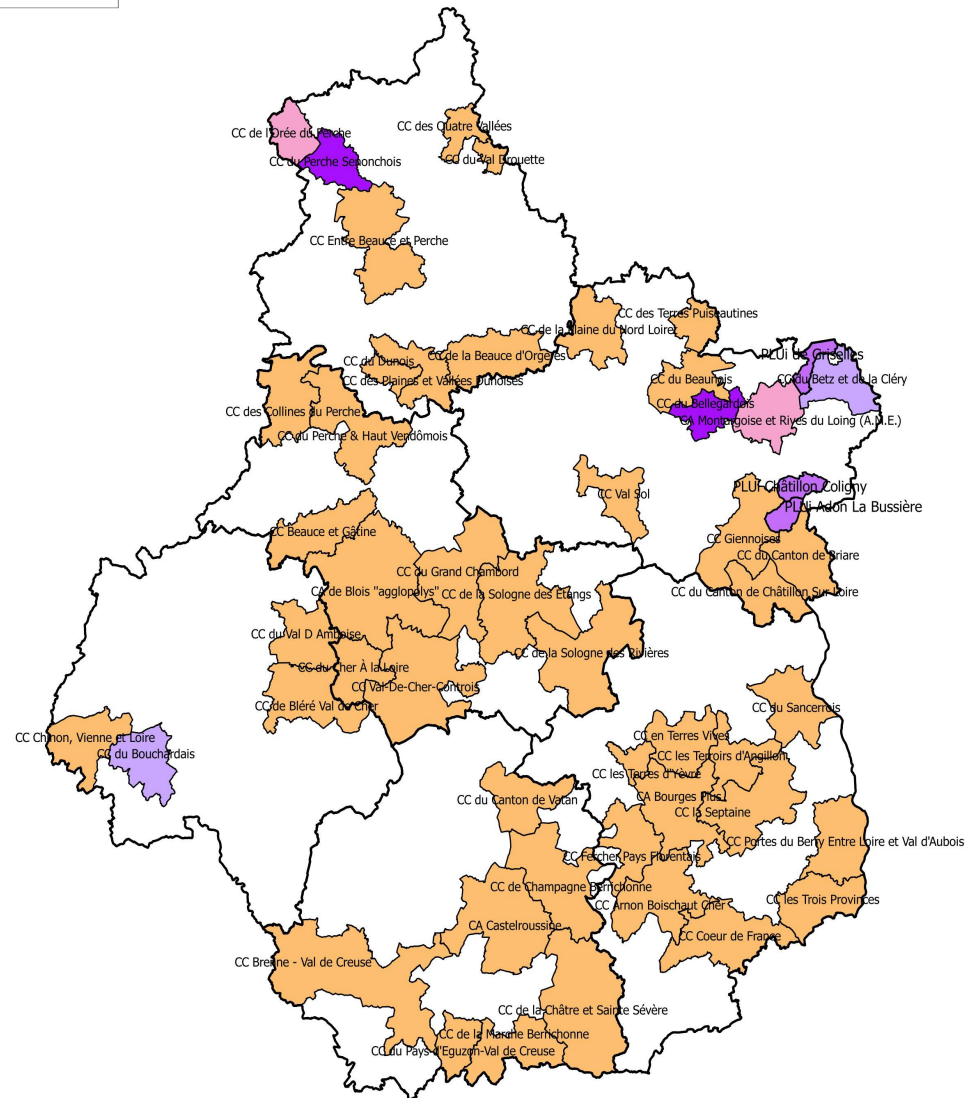 CC de l'Orée du Perche
CC des Quatre Vallées
CC du Perche Senonchois
CC du Val Drouette
CC Entre Beauce et Perche
CC des Terres Puiseautines
CC de la Plaine du Nord Loiret
CC du Dunois
CC de la Beauce d'Orgères
PLUi de Griselles
CC des Plaines et Vallées Dunoises
CC du Beaunois
CC du Betz et de la Cléry
CC des Collines du Perche
CC du Bellegardois
CA Montargoise et Rives du Loing (A.M.E.)
CC du Perche & Haut Vendômois
PLUi Châtillon Coligny
CC Val Sol
PLUi Adon La Bussière
CC Beauce et Gâtine
CC Giennoises
CC du Canton de Briare
CC du Grand Chambord
CA de Blois "agglopolys"
CC de la Sologne des Etangs
CC du Canton de Châtillon Sur Loire
CC du Val D Amboise
CC de la Sologne des Rivières
CC du Cher À la Loire
CC Val-De-Cher-Controis
CC de Bléré Val de Cher
CC du Sancerrois
CC Chinon, Vienne et Loire
CC en Terres Vives
CC du Bouchardais
CC les Terroirs d'Angillon
CC les Terres d'Yèvre
CC du Canton de Vatan
CA Bourges Plus
CC la Septaine
CC Portes du Berry Entre Loire et Val d'Aubois
CC Fercher Pays Florentais
CC de Champagne Berrichonne
CC les Trois Provinces
CC Arnon Boischaut Cher
CA Castelroussine
CC Coeur de France
CC Brenne - Val de Creuse
CC de la Châtre et Sainte Sévère
CC de la Marche Berrichonne
CC du Pays d'Eguzon-Val de Creuse